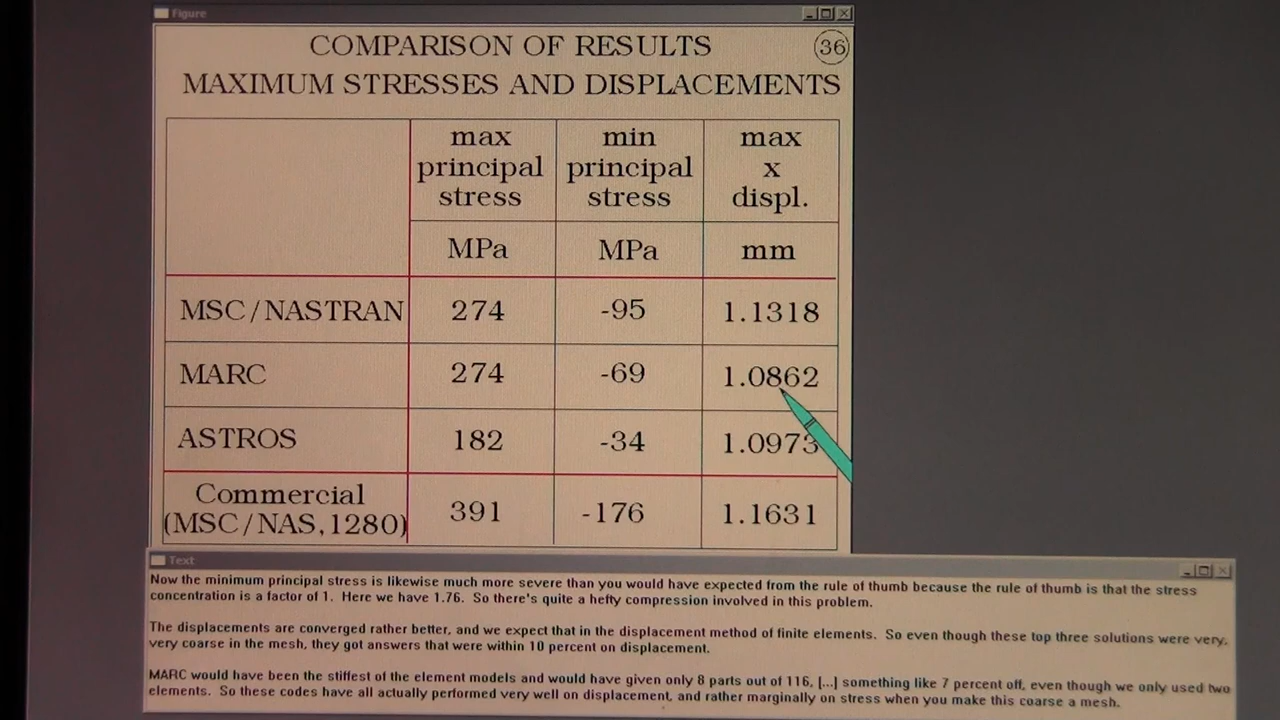 Figure
COMPARISON OF RESULTS
36
MAXIMUM STRESSES AND DISPLACEMENTS
max principal stress
min principal stress
max x displ.
MPa MPa mm
MSC/NASTRAN 274 -95 1.1318
MARC 274 -69 1.0862
ASTROS 182 -34 1.0973
Commercial (MSC/NAS,1280) 391 -176 1.1631
Text
Now the minimum principal stress is likewise much more severe than you would have expected from the rule of thumb because the rule of thumb is that the stress
concentration is a factor of 1. Here we have 1.76. So there's quite a hefty compression involved in this problem.
The displacements are converged rather better, and we expect that in the displacement method of finite elements. So even though these top three solutions were very,
very coarse in the mesh, they got answers that were within 10 percent on displacement.
MARC would have been the stiffest of the element models and would have given only 8 parts out of 116, [...] something like 7 percent off, even though we only used two
elements. So these codes have all actually performed very well on displacement, and rather marginally on stress when you make this coarse a mesh.